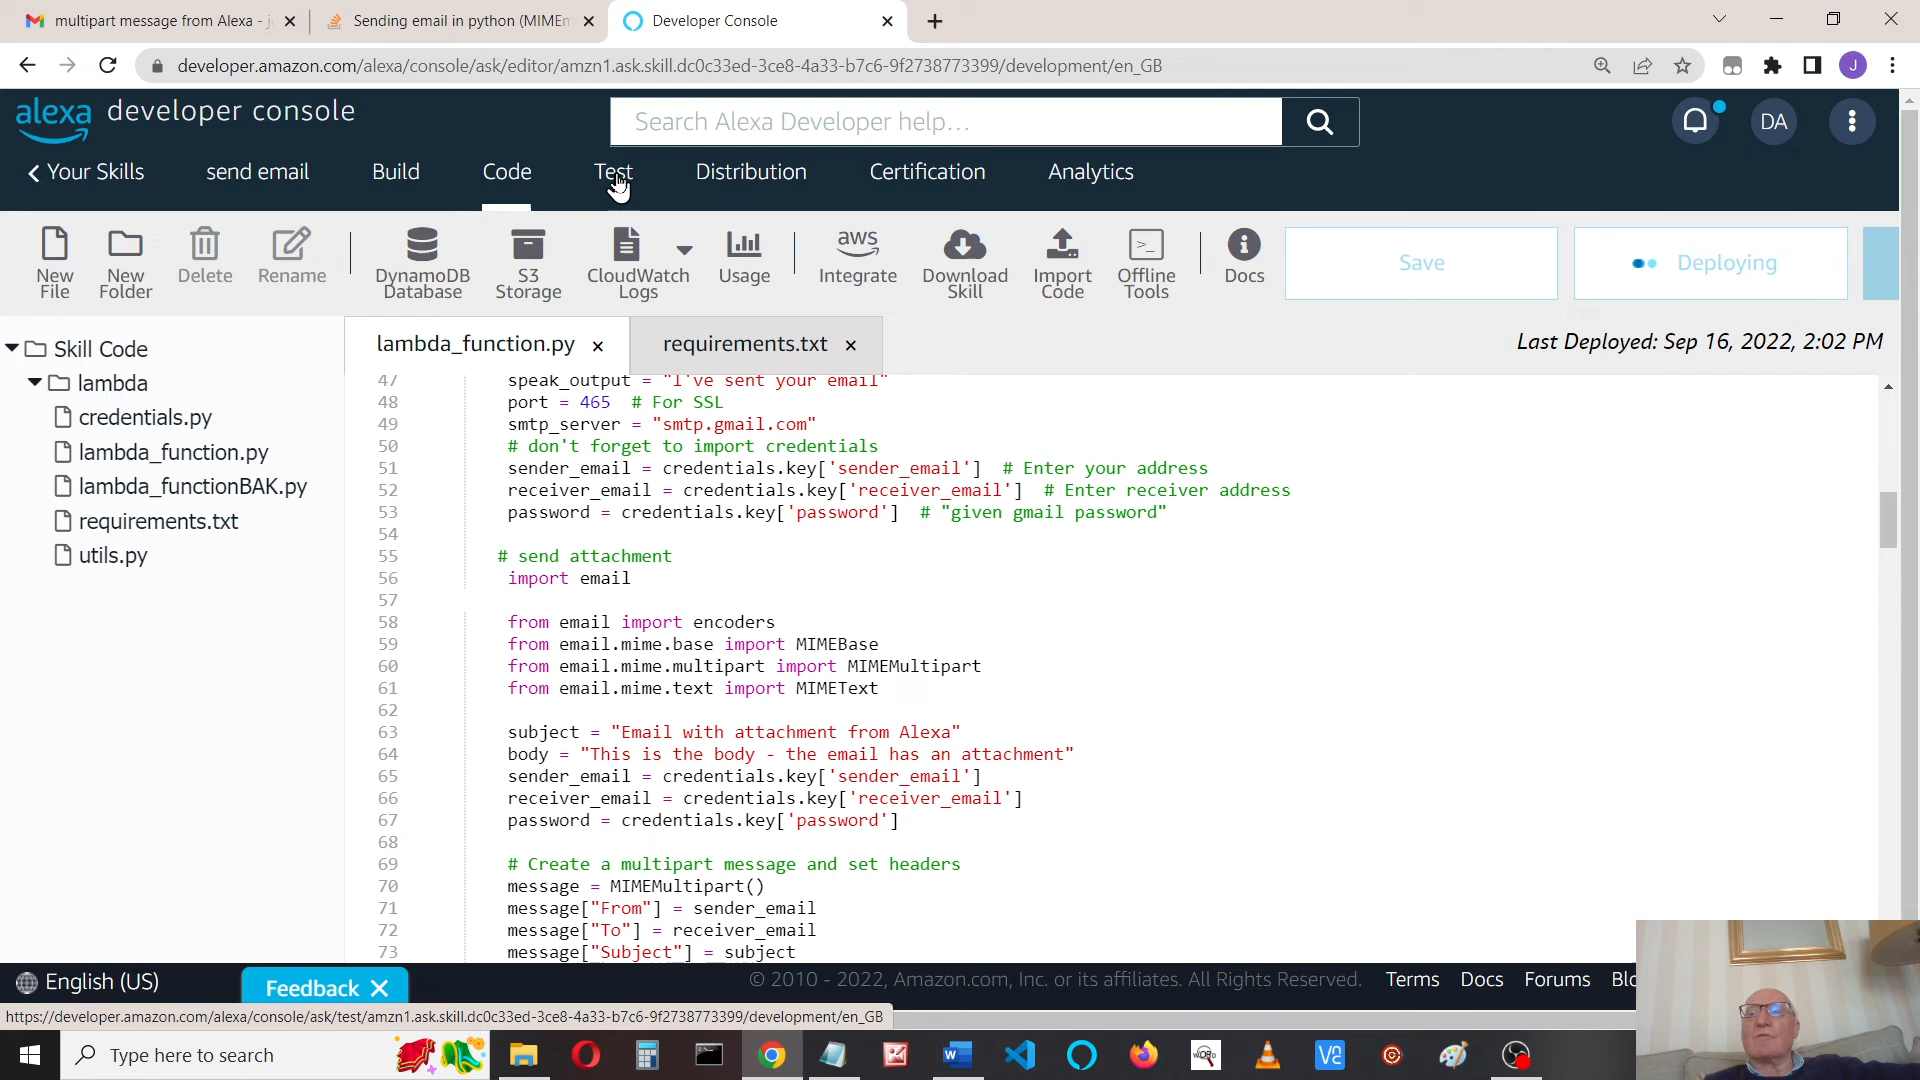 multipart message from Alexa - j
Sending email in python (MIMEm
Developer Console
developer.amazon.com/alexa/console/ask/editor/amzn1.ask.skill.dc0c33ed-3ce8-4a33-b7c6-9f2738773399/development/en_GB
J
alexa developer console
Search Alexa Developer help…
DA
Your Skills
send email
Build
Code
Test
Distribution
Certification
Analytics
New File
New Folder
Delete
Rename
DynamoDB Database
S3 Storage
CloudWatch Logs
Usage
aws Integrate
Download Skill
Import Code
Offline Tools
Docs
Save
Deploying
Skill Code
lambda
credentials.py
lambda_function.py
lambda_functionBAK.py
requirements.txt
utils.py
lambda_function.py
requirements.txt
Last Deployed: Sep 16, 2022, 2:02 PM
47 speak_output = "I've sent your email"
48 port = 465 # For SSL
49 smtp_server = "smtp.gmail.com"
50 # don't forget to import credentials
51 sender_email = credentials.key['sender_email'] # Enter your address
52 receiver_email = credentials.key['receiver_email'] # Enter receiver address
53 password = credentials.key['password'] # "given gmail password"
54
55 # send attachment
56 import email
57
58 from email import encoders
59 from email.mime.base import MIMEBase
60 from email.mime.multipart import MIMEMultipart
61 from email.mime.text import MIMEText
62
63 subject = "Email with attachment from Alexa"
64 body = "This is the body - the email has an attachment"
65 sender_email = credentials.key['sender_email']
66 receiver_email = credentials.key['receiver_email']
67 password = credentials.key['password']
68
69 # Create a multipart message and set headers
70 message = MIMEMultipart()
71 message["From"] = sender_email
72 message["To"] = receiver_email
73 message["Subject"] = subject
English (US)
Feedback
© 2010 - 2022, Amazon.com, Inc. or its affiliates. All Rights Reserved.
Terms
Docs
Forums
Blo
https://developer.amazon.com/alexa/console/ask/test/amzn1.ask.skill.dc0c33ed-3ce8-4a33-b7c6-9f2738773399/development/en_GB
Type here to search